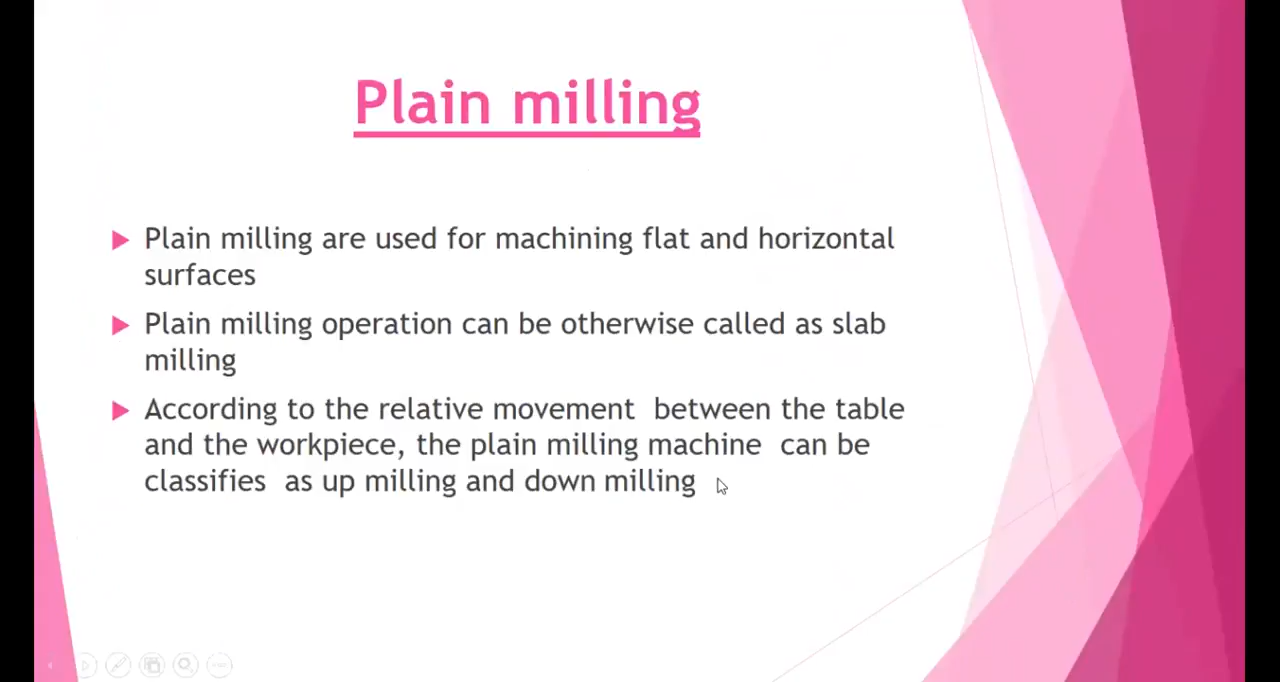 Plain milling
Plain milling are used for machining flat and horizontal
surfaces
Plain milling operation can be otherwise called as slab
milling
According to the relative movement between the table
and the workpiece, the plain milling machine can be
classifies as up milling and down milling